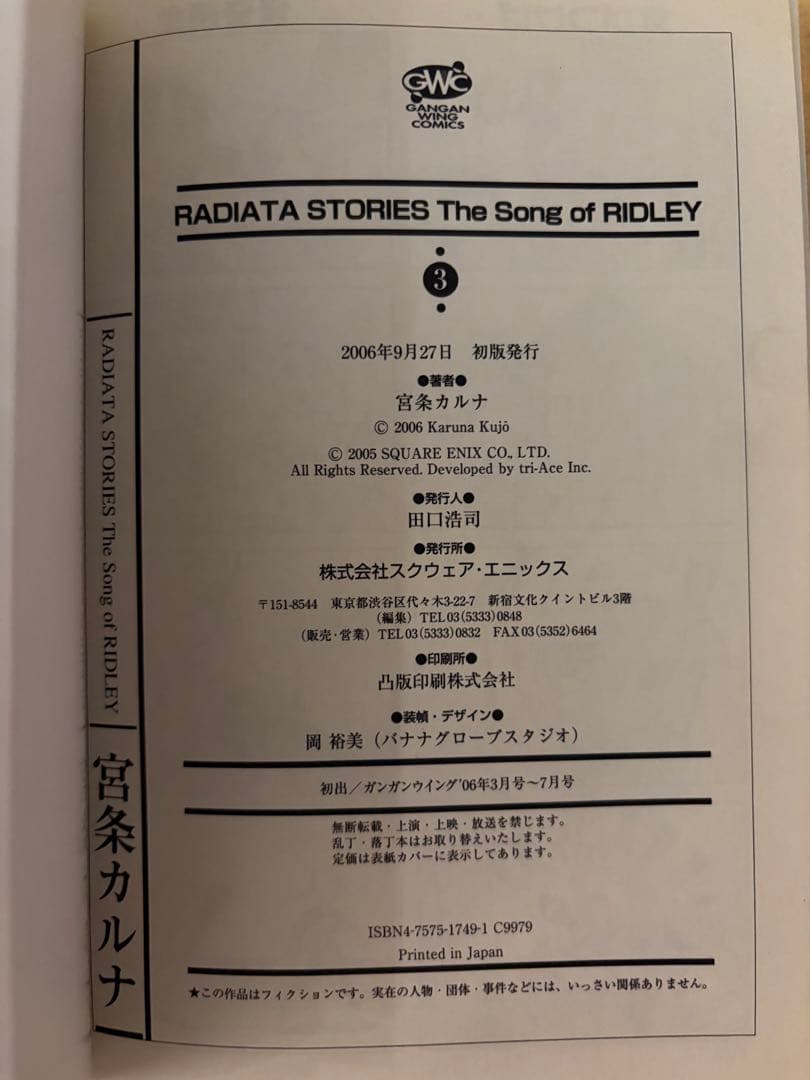 GWC
GANGAN
WING
COMICS
RADIATA STORIES The Song of RIDLEY
3
2006年9月27日　初版発行
●著者●
宮条カルナ
© 2006 Karuna Kujō
© 2005 SQUARE ENIX CO., LTD.
All Rights Reserved. Developed by tri-Ace Inc.
●発行人●
田口浩司
●発行所●
株式会社スクウェア・エニックス
〒151-8544　東京都渋谷区代々木3-22-7　新宿文化クイントビル3階
（編集）TEL03(5333)0848
（販売・営業）TEL03(5333)0832　FAX03(5352)6464
●印刷所●
凸版印刷株式会社
●装幀・デザイン●
岡 裕美（バナナグローブスタジオ）
初出／ガンガンウイング'06年3月号～7月号
無断転載・上演・上映・放送を禁じます。
乱丁・落丁本はお取り替えいたします。
定価は表紙カバーに表示してあります。
ISBN4-7575-1749-1 C9979
Printed in Japan
★この作品はフィクションです。実在の人物・団体・事件などには、いっさい関係ありません。
RADIATA STORIES The Song of RIDLEY
宮条カルナ